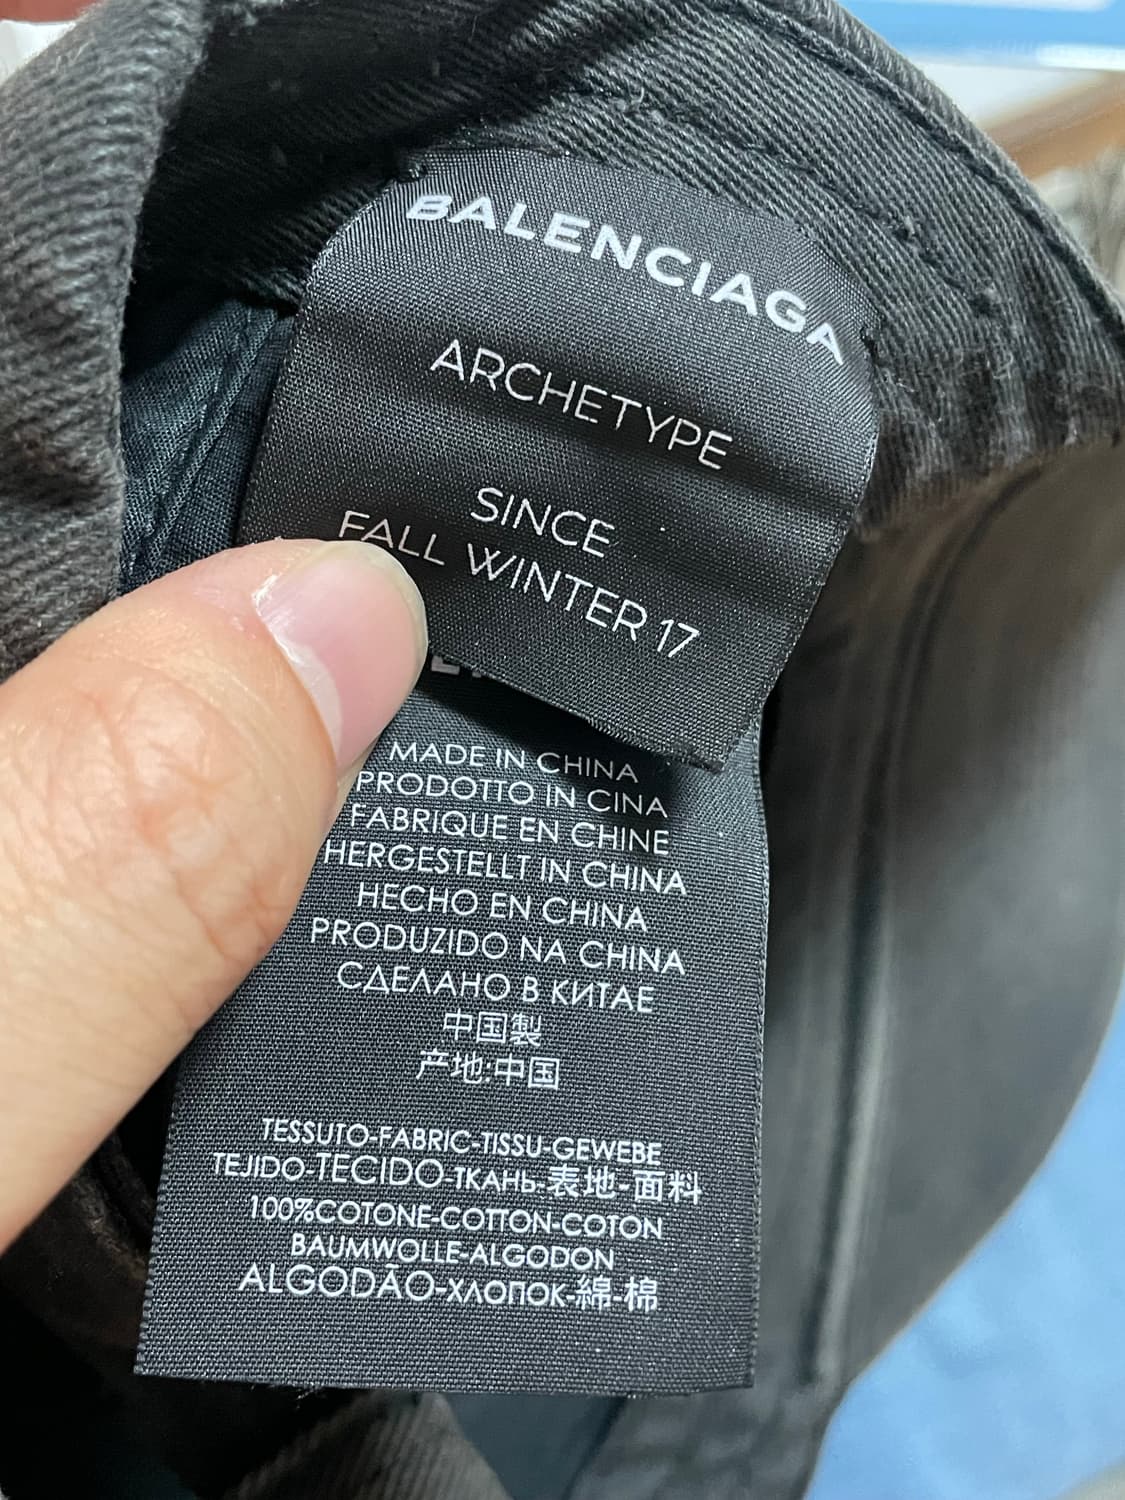 BALENCIAGA
ARCHETYPE
SINCE
FALL WINTER 17
MADE IN CHINA
PRODOTTO IN CINA
FABRIQUE EN CHINE
HERGESTELLT IN CHINA
HECHO EN CHINA
PRODUZIDO NA CHINA
СДЕЛАНО В КИТАЕ
中国製
产地:中国
TESSUTO-FABRIC-TISSU-GEWEBE
TEJIDO-TECIDO-ТКАНЬ-表地-面料
100%COTONE-COTTON-COTON
BAUMWOLLE-ALGODON
ALGODÃO-ХЛОПОК-綿-棉